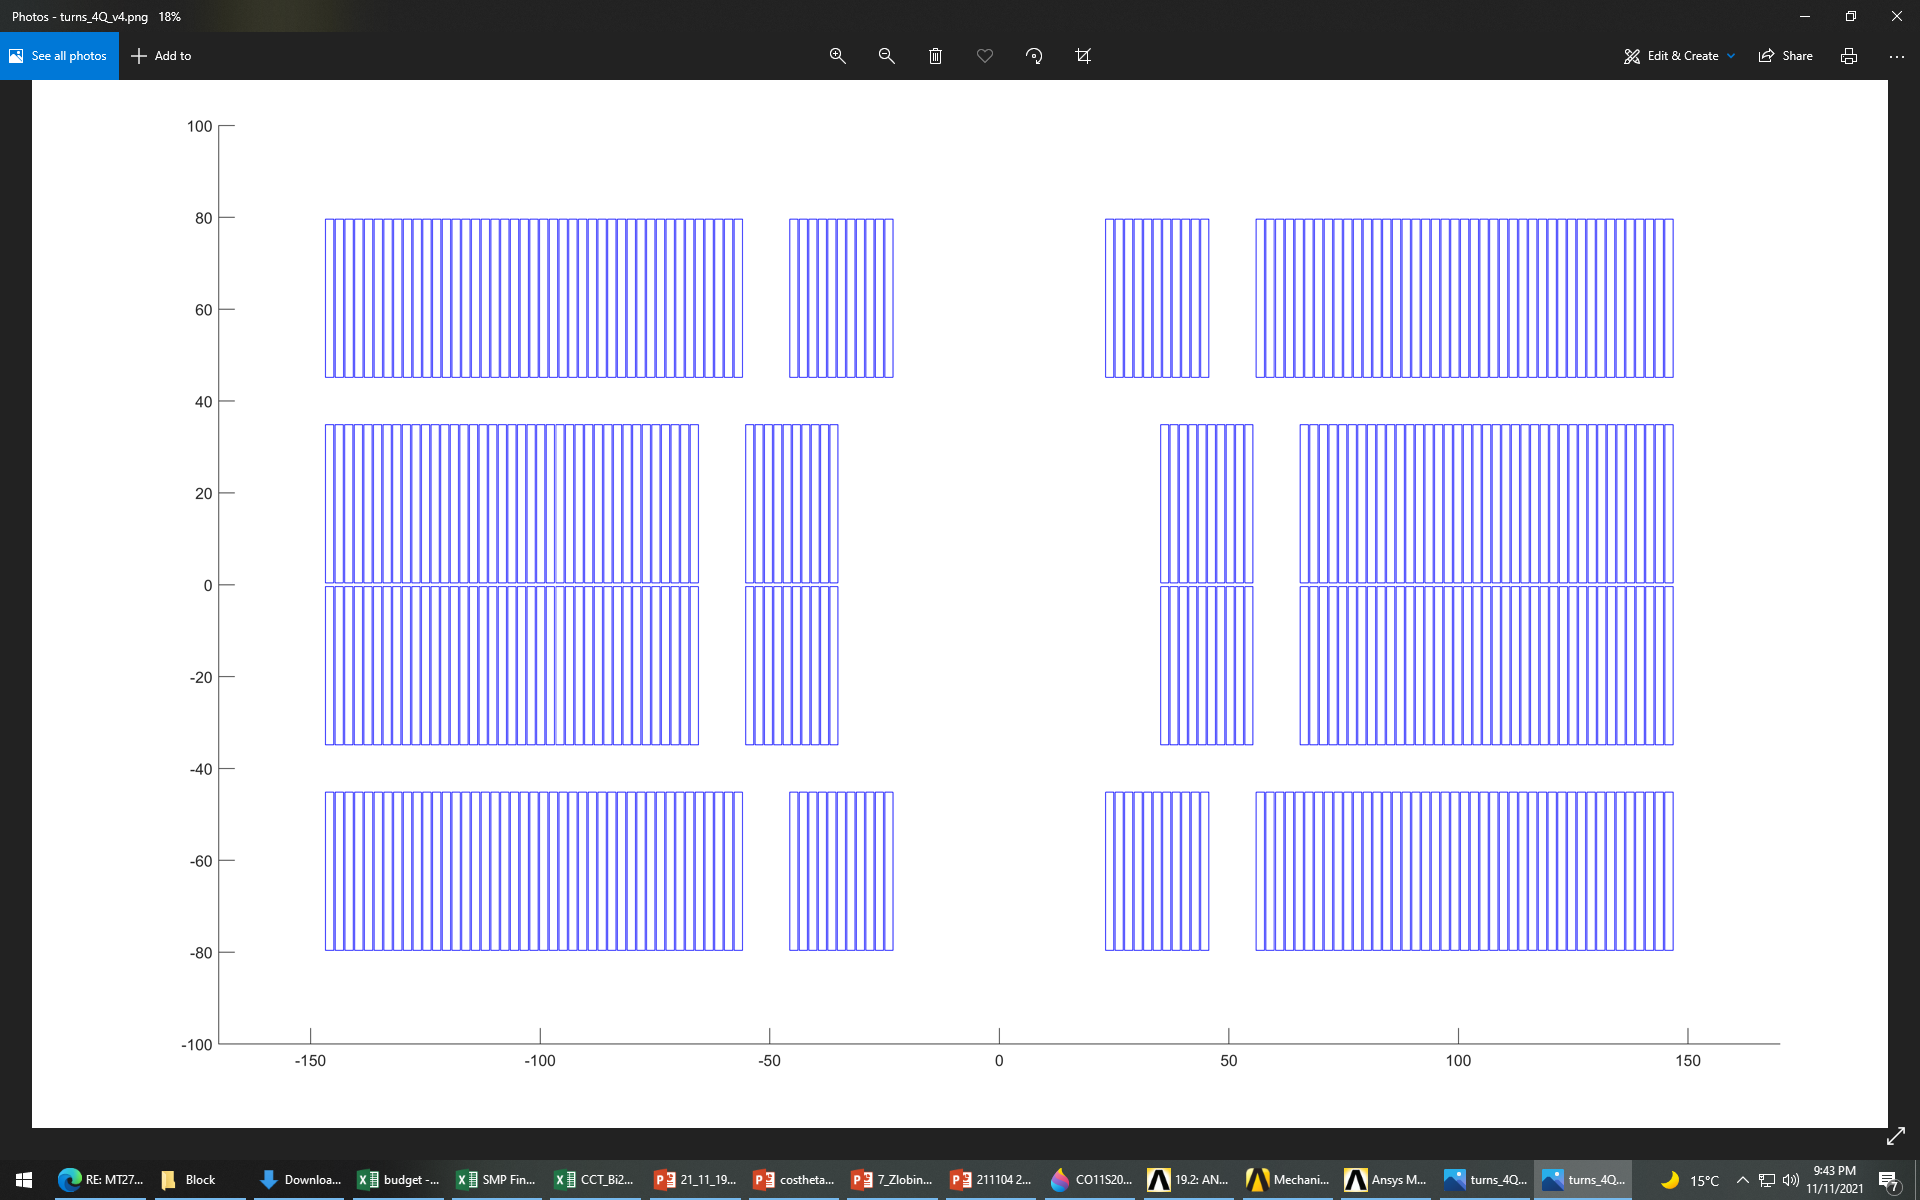 Photos - turns_4Q_v4.png 18%
See all photos
Add to
Edit & Create
Share
100
80
60
40
20
0
-20
-40
-60
-80
-100
-150 -100 -50 0 50 100 150
RE: MT27... Block Downloa... budget -... SMP Fin... CCT_Bi2... 21_11_19... costheta... 7_Zlobin... 211104 2... CO11S20... 19.2: AN... Mechani... Ansys M... turns_4Q... turns_4Q... 15°C 9:43 PM
11/11/2021
7